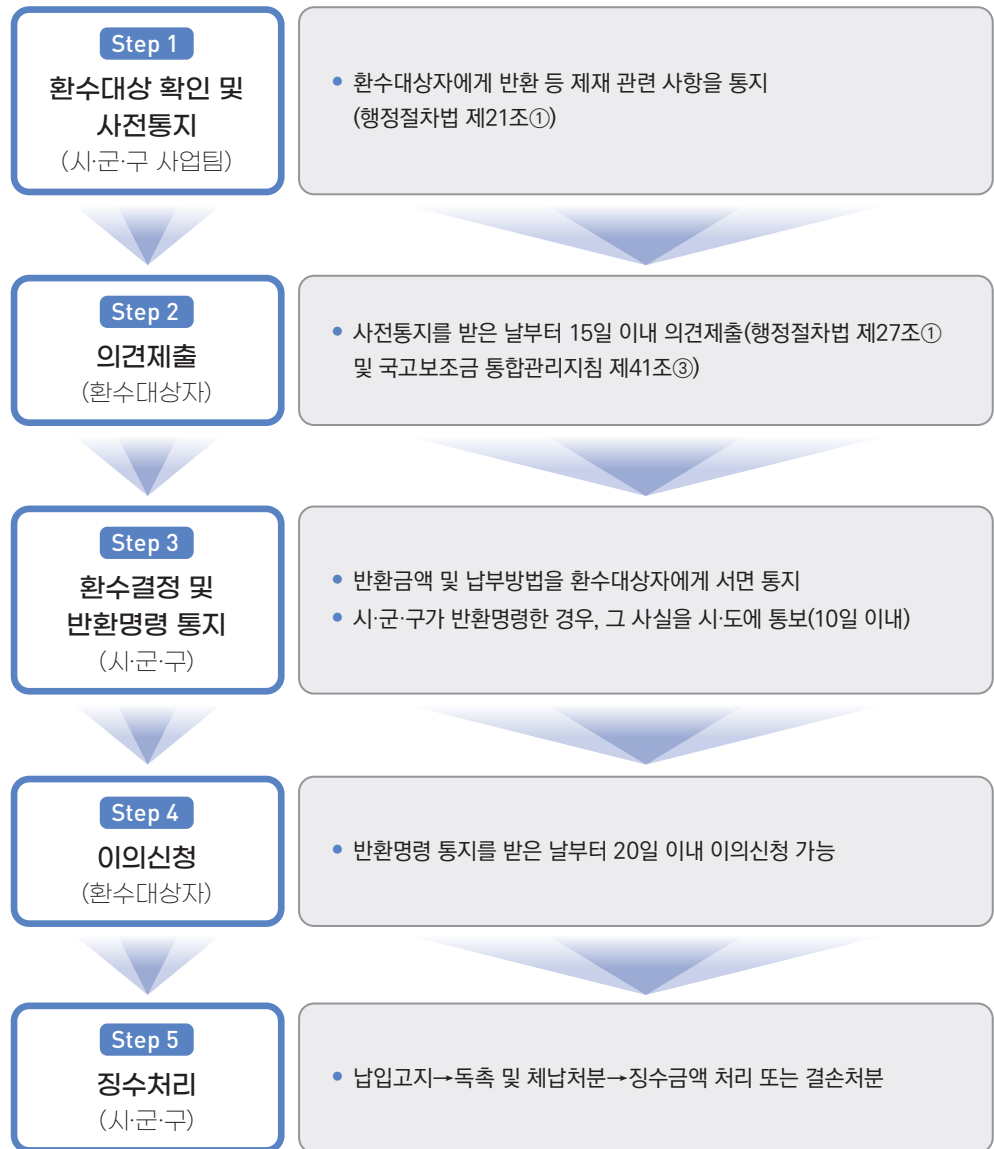 Step 1
환수대상 확인 및
사전통지
(시·군·구 사업팀)
• 환수대상자에게 반환 등 제재 관련 사항을 통지
(행정절차법 제21조①)
Step 2
의견제출
(환수대상자)
• 사전통지를 받은 날부터 15일 이내 의견제출(행정절차법 제27조①
및 국고보조금 통합관리지침 제41조③)
Step 3
환수결정 및
반환명령 통지
(시·군·구)
• 반환금액 및 납부방법을 환수대상자에게 서면 통지
• 시·군·구가 반환명령한 경우, 그 사실을 시·도에 통보(10일 이내)
Step 4
이의신청
(환수대상자)
• 반환명령 통지를 받은 날부터 20일 이내 이의신청 가능
Step 5
징수처리
(시·군·구)
• 납입고지→독촉 및 체납처분→징수금액 처리 또는 결손처분